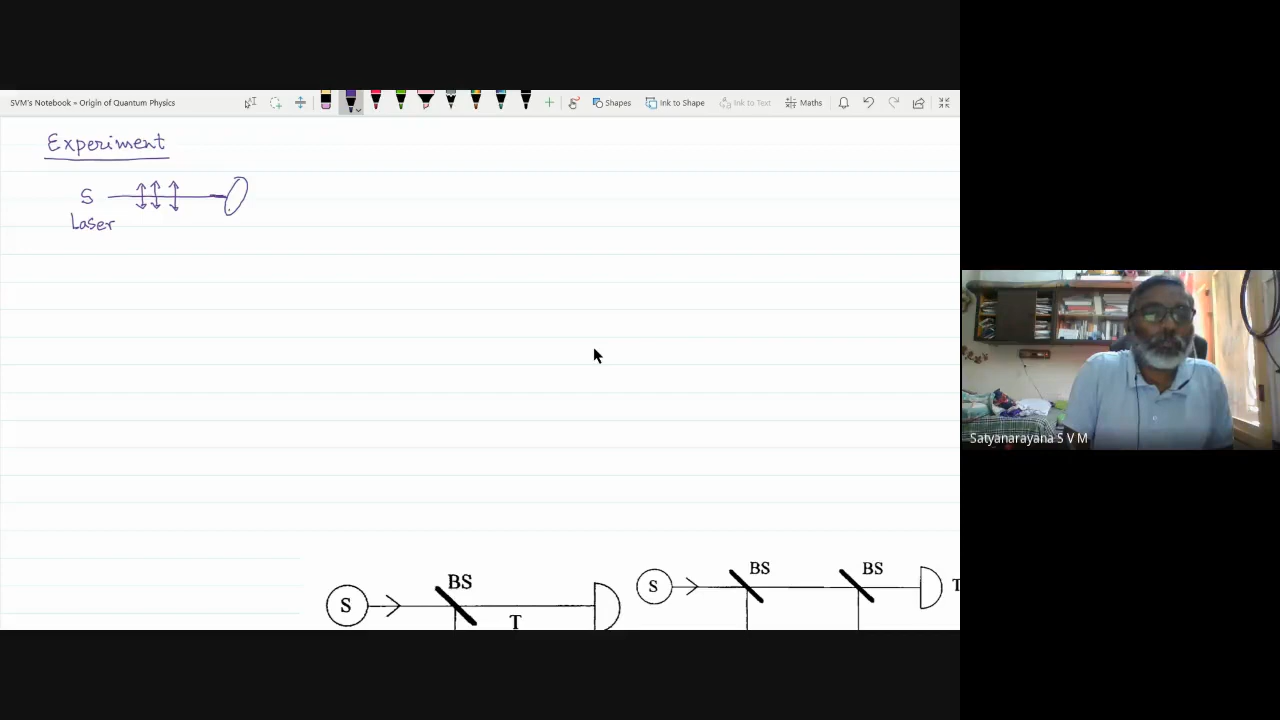 SVM's Notebook » Origin of Quantum Physics
Shapes
Ink to Shape
Ink to Text
Maths
Experiment
S
Laser
BS
S
T
BS
BS
S
T
Satyanarayana S V M